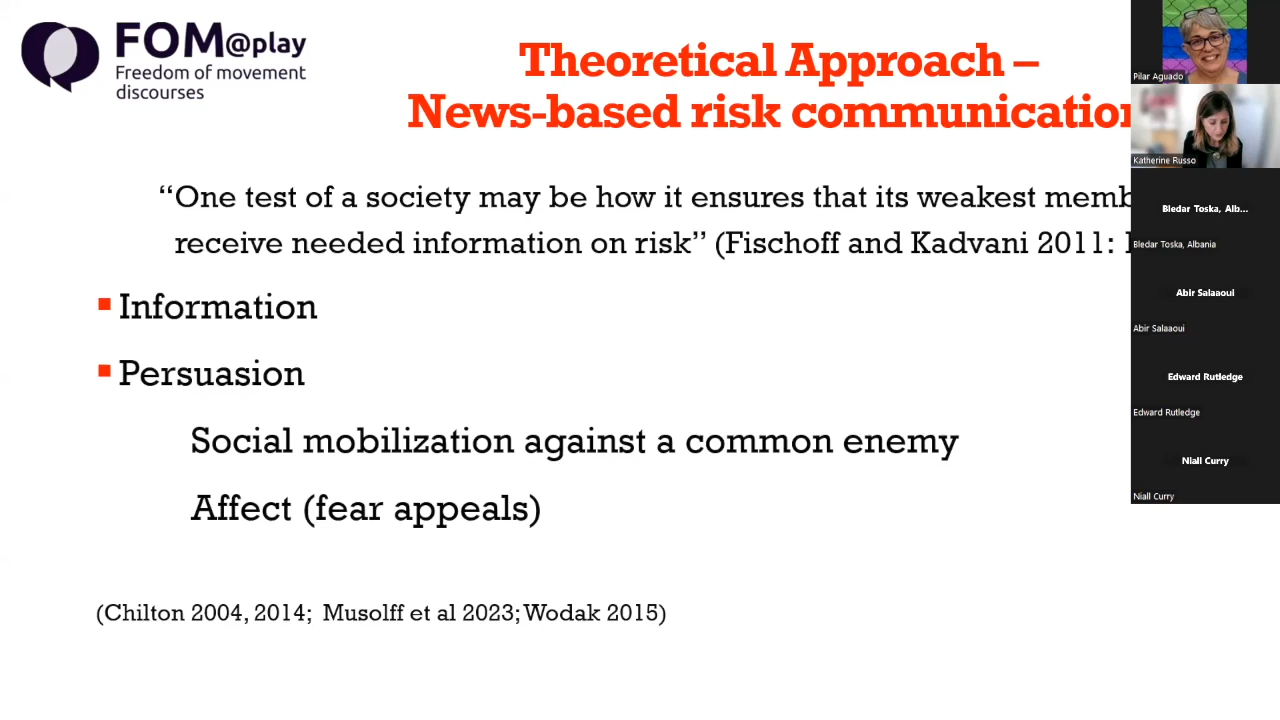 FOM@play
Freedom of movement
discourses
Theoretical Approach –
News-based risk communication
“One test of a society may be how it ensures that its weakest
receive needed information on risk” (Fischoff and Kadvani 2011:
Information
Persuasion
Social mobilization against a common enemy
Affect (fear appeals)
(Chilton 2004, 2014; Musolff et al 2023; Wodak 2015)
Pilar Aguado
Katherine Russo
Bledar Toska, Alb...
Bledar Toska, Albania
Abir Salaaoui
Abir Salaaoui
Edward Rutledge
Edward Rutledge
Niall Curry
Niall Curry